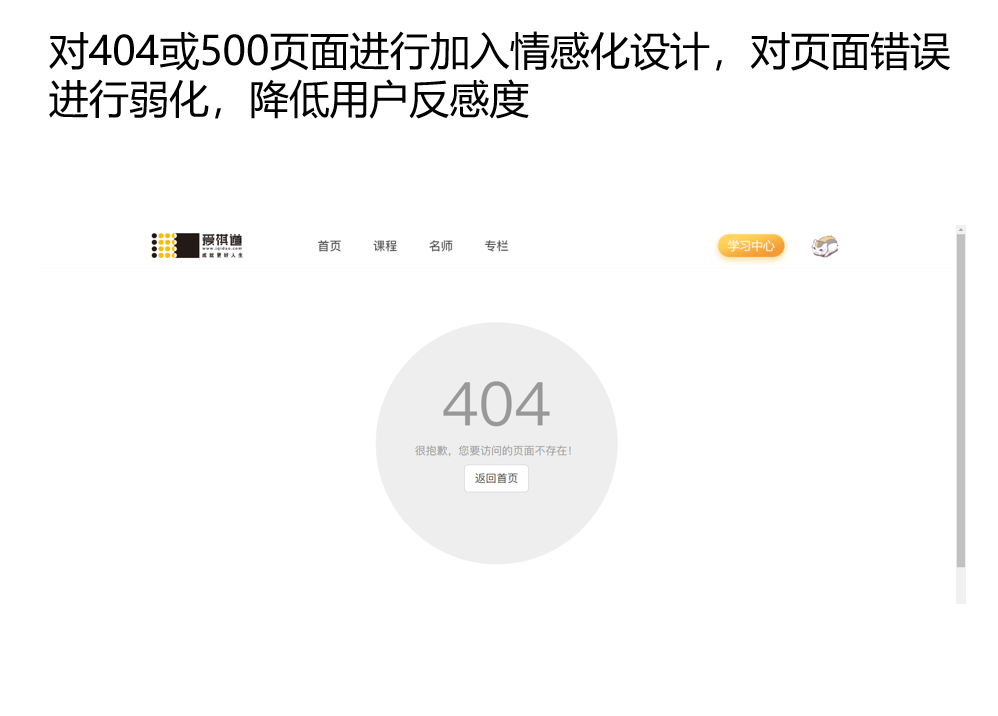 对404或500页面进行加入情感化设计，对页面错误
进行弱化，降低用户反感度
爱祺道
www.iqidao.com
成就更好人生
首页 课程 名师 专栏 学习中心
404
很抱歉，您要访问的页面不存在！
返回首页